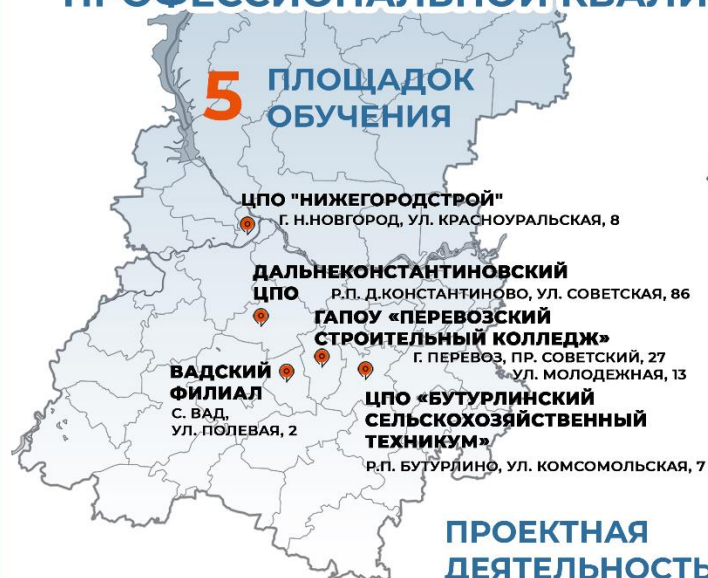 ПРОФЕССИОНАЛЬНОЙ
5 ПЛОЩАДОК
ОБУЧЕНИЯ
ЦПО "НИЖЕГОРОДСТРОЙ"
Г. Н.НОВГОРОД, УЛ. КРАСНОУРАЛЬСКАЯ, 8
ДАЛЬНЕКОНСТАНТИНОВСКИЙ
ЦПО Р.П. Д.КОНСТАНТИНОВО, УЛ. СОВЕТСКАЯ, 86
ГАПОУ «ПЕРЕВОЗСКИЙ
СТРОИТЕЛЬНЫЙ КОЛЛЕДЖ»
Г. ПЕРЕВОЗ, ПР. СОВЕТСКИЙ, 27
УЛ. МОЛОДЕЖНАЯ, 13
ВАДСКИЙ
ФИЛИАЛ
С. ВАД,
УЛ. ПОЛЕВАЯ, 2
ЦПО «БУТУРЛИНСКИЙ
СЕЛЬСКОХОЗЯЙСТВЕННЫЙ
ТЕХНИКУМ»
Р.П. БУТУРЛИНО, УЛ. КОМСОМОЛЬСКАЯ, 7
ПРОЕКТНАЯ
ДЕЯТЕЛЬНОСТЬ